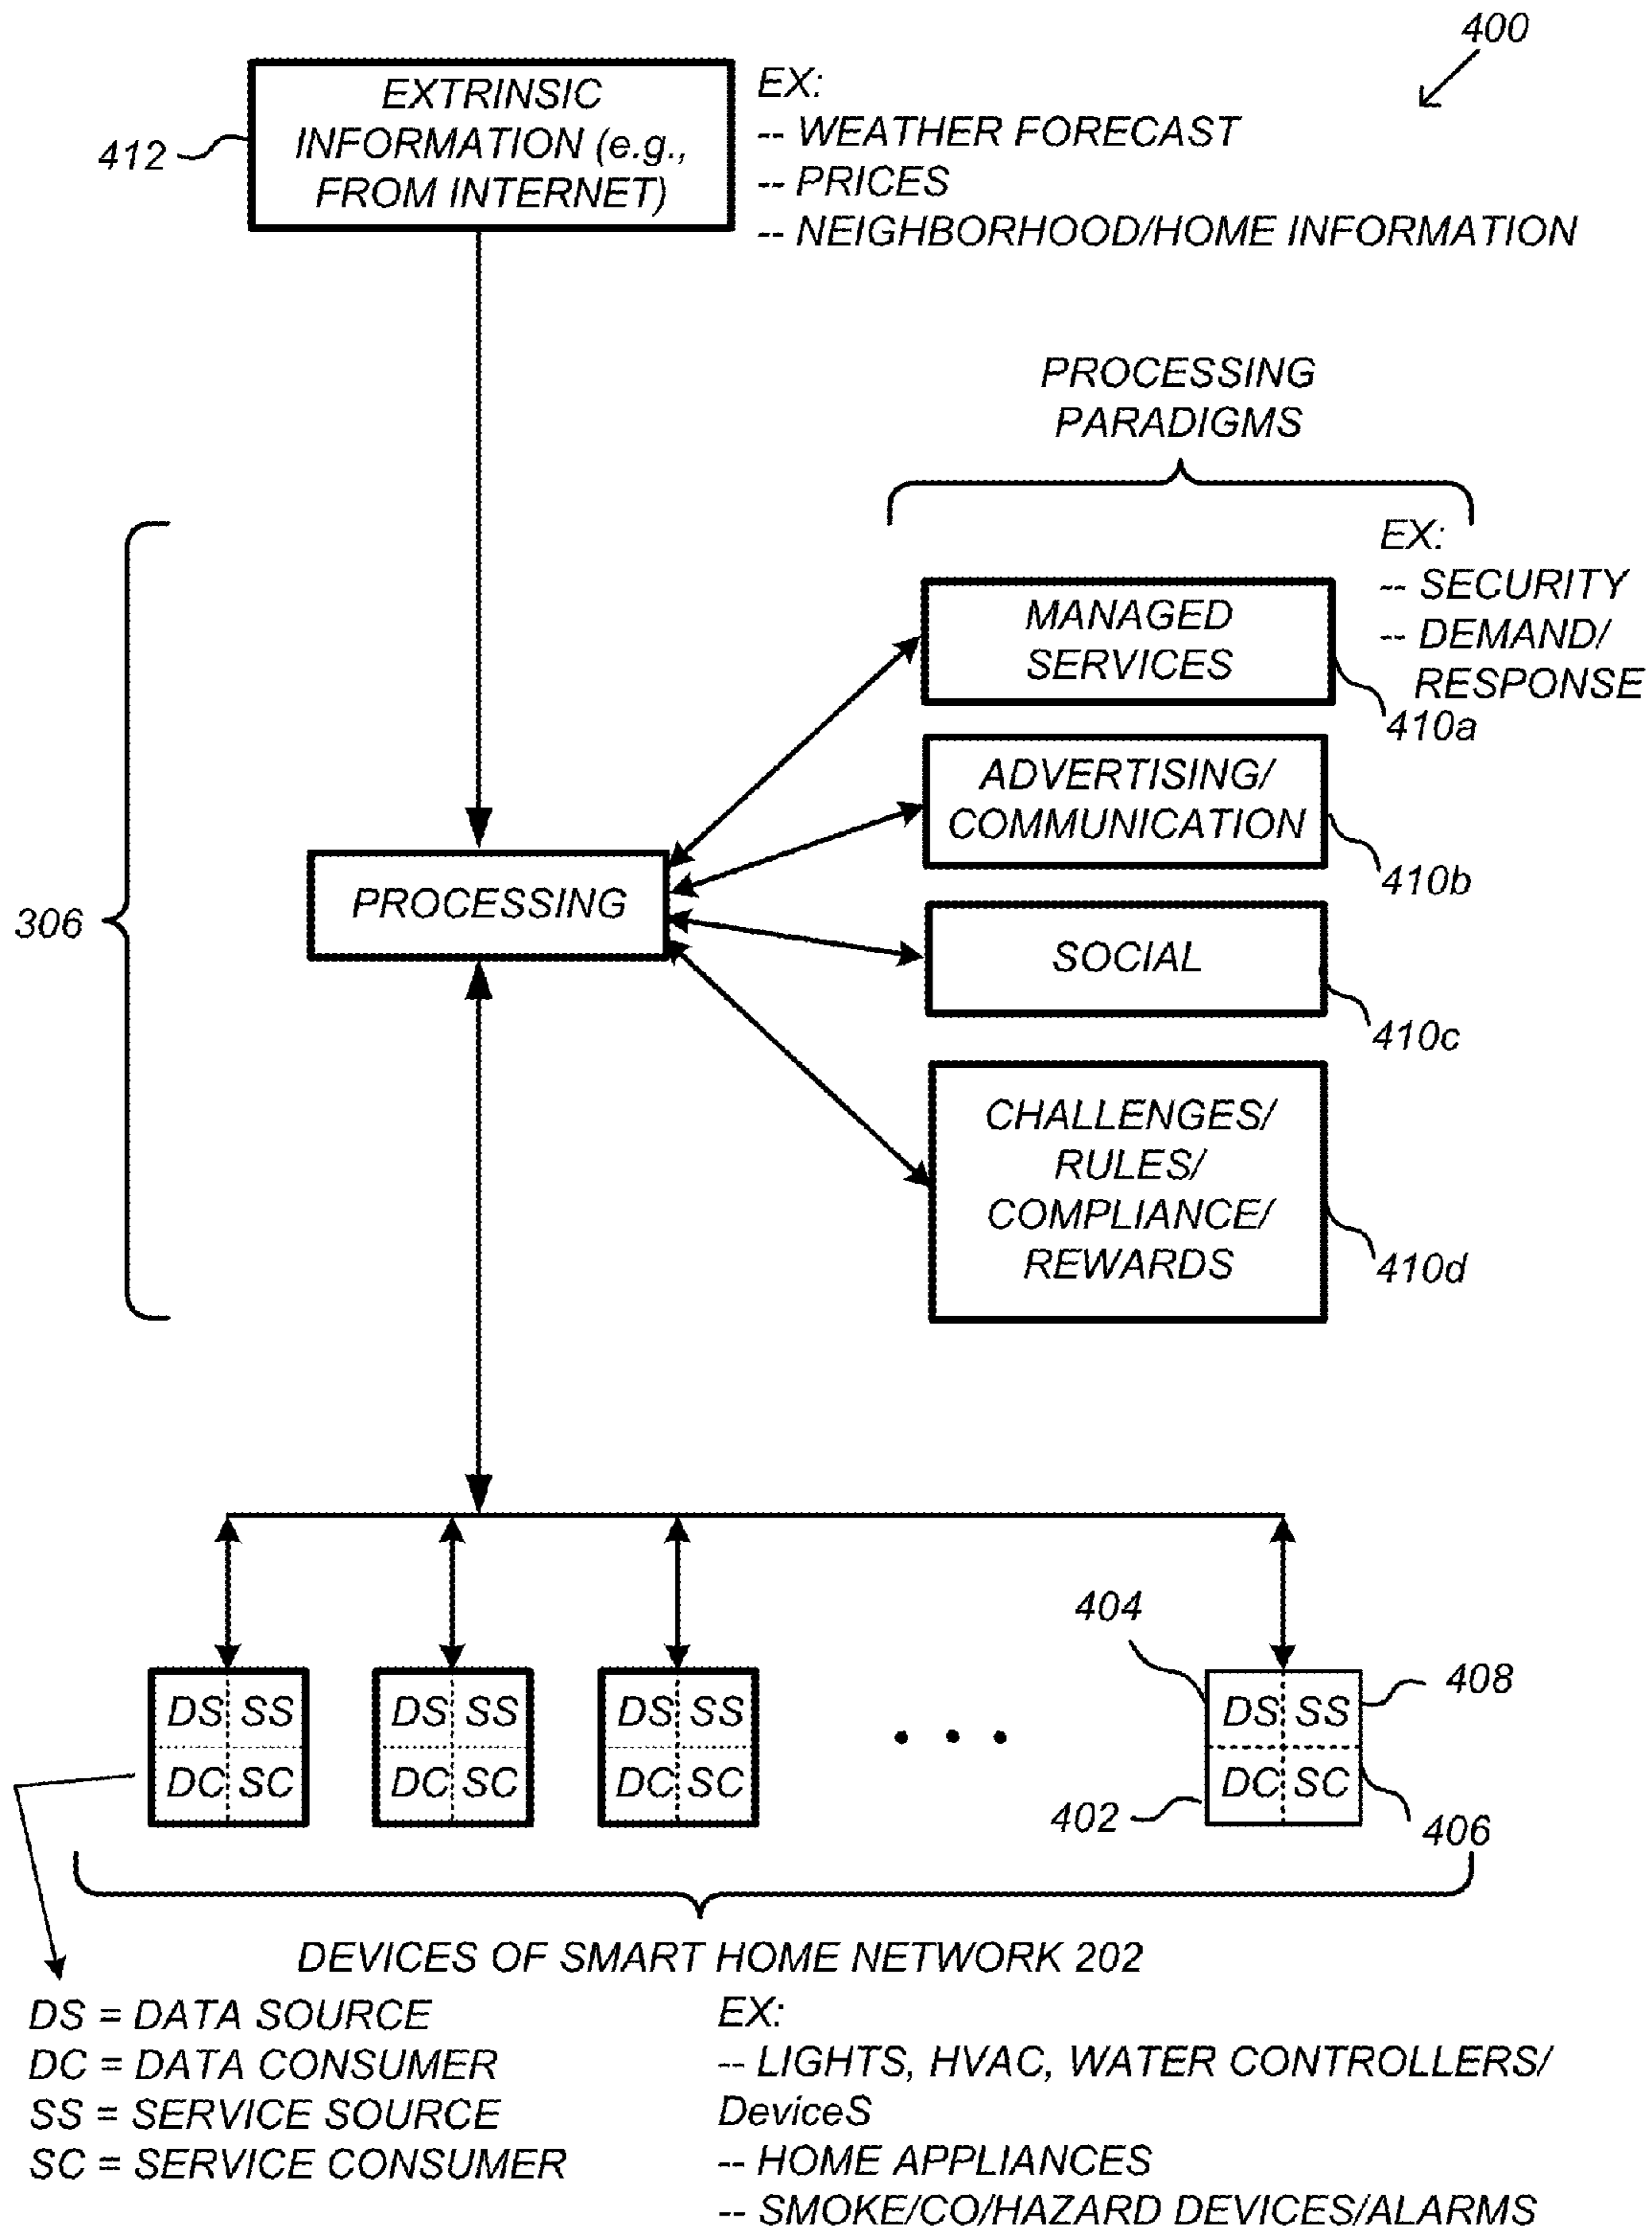 400
EXTRINSIC
INFORMATION (e.g.,
FROM INTERNET)
412
EX:
-- WEATHER FORECAST
-- PRICES
-- NEIGHBORHOOD/HOME INFORMATION
PROCESSING
PARADIGMS
EX:
-- SECURITY
-- DEMAND/
RESPONSE
MANAGED
SERVICES
410a
ADVERTISING/
COMMUNICATION
410b
306
PROCESSING
SOCIAL
410c
CHALLENGES/
RULES/
COMPLIANCE/
REWARDS
410d
404
408
DS SS
DC SC
DS SS
DC SC
DS SS
DC SC
• • •
DS SS
DC SC
402
406
DEVICES OF SMART HOME NETWORK 202
DS = DATA SOURCE
DC = DATA CONSUMER
SS = SERVICE SOURCE
SC = SERVICE CONSUMER
EX:
-- LIGHTS, HVAC, WATER CONTROLLERS/
DeviceS
-- HOME APPLIANCES
-- SMOKE/CO/HAZARD DEVICES/ALARMS